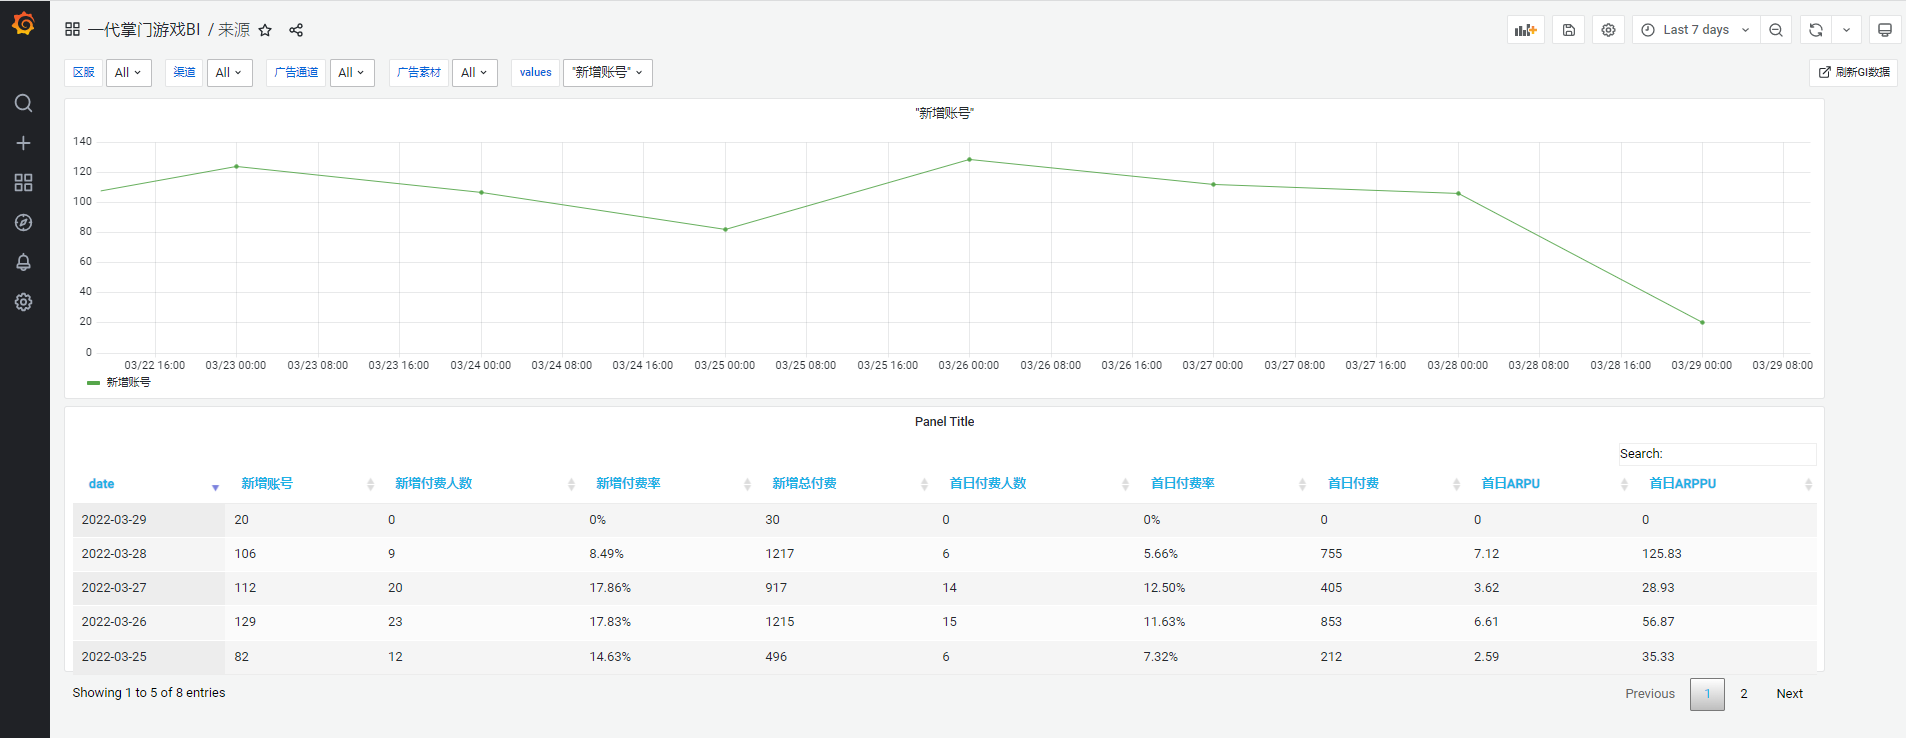 一代掌门游戏BI / 来源
Last 7 days
区服 All 渠道 All 广告通道 All 广告素材 All values "新增账号" 刷新GI数据
"新增账号"
140
120
100
80
60
40
20
0
03/22 16:00 03/23 00:00 03/23 08:00 03/23 16:00 03/24 00:00 03/24 08:00 03/24 16:00 03/25 00:00 03/25 08:00 03/25 16:00 03/26 00:00 03/26 08:00 03/26 16:00 03/27 00:00 03/27 08:00 03/27 16:00 03/28 00:00 03/28 08:00 03/28 16:00 03/29 00:00 03/29 08:00
新增账号
Panel Title
Search:
date 新增账号 新增付费人数 新增付费率 新增总付费 首日付费人数 首日付费率 首日付费 首日ARPU 首日ARPPU
2022-03-29 20 0 0% 30 0 0% 0 0 0
2022-03-28 106 9 8.49% 1217 6 5.66% 755 7.12 125.83
2022-03-27 112 20 17.86% 917 14 12.50% 405 3.62 28.93
2022-03-26 129 23 17.83% 1215 15 11.63% 853 6.61 56.87
2022-03-25 82 12 14.63% 496 6 7.32% 212 2.59 35.33
Showing 1 to 5 of 8 entries Previous 1 2 Next